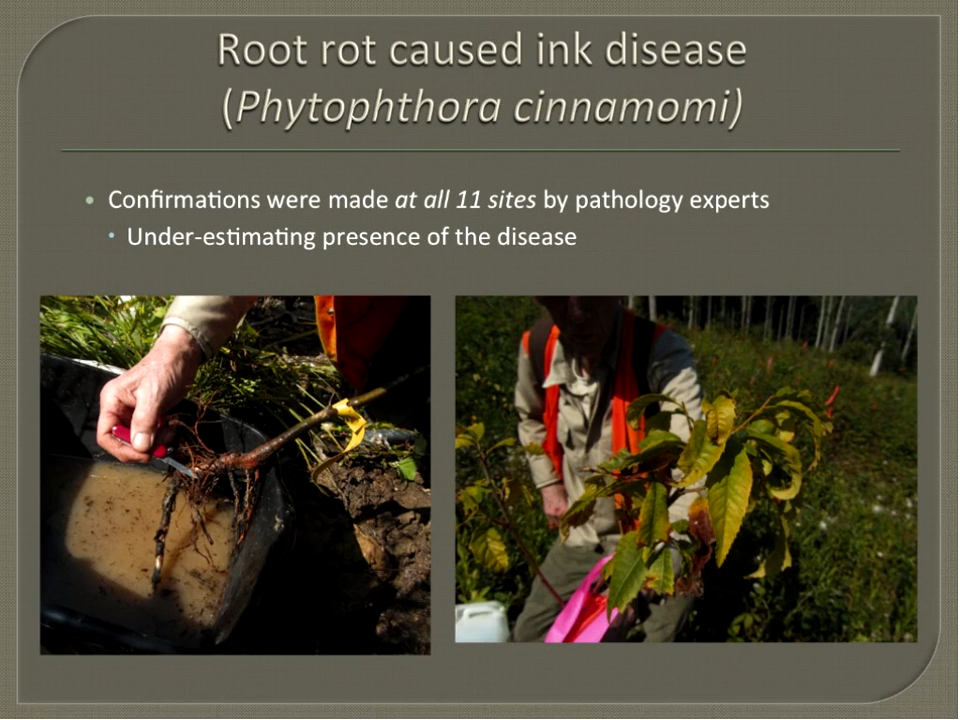 Root rot caused ink disease
(Phytophthora cinnamomi)
• Confirmations were made at all 11 sites by pathology experts
• Under-estimating presence of the disease